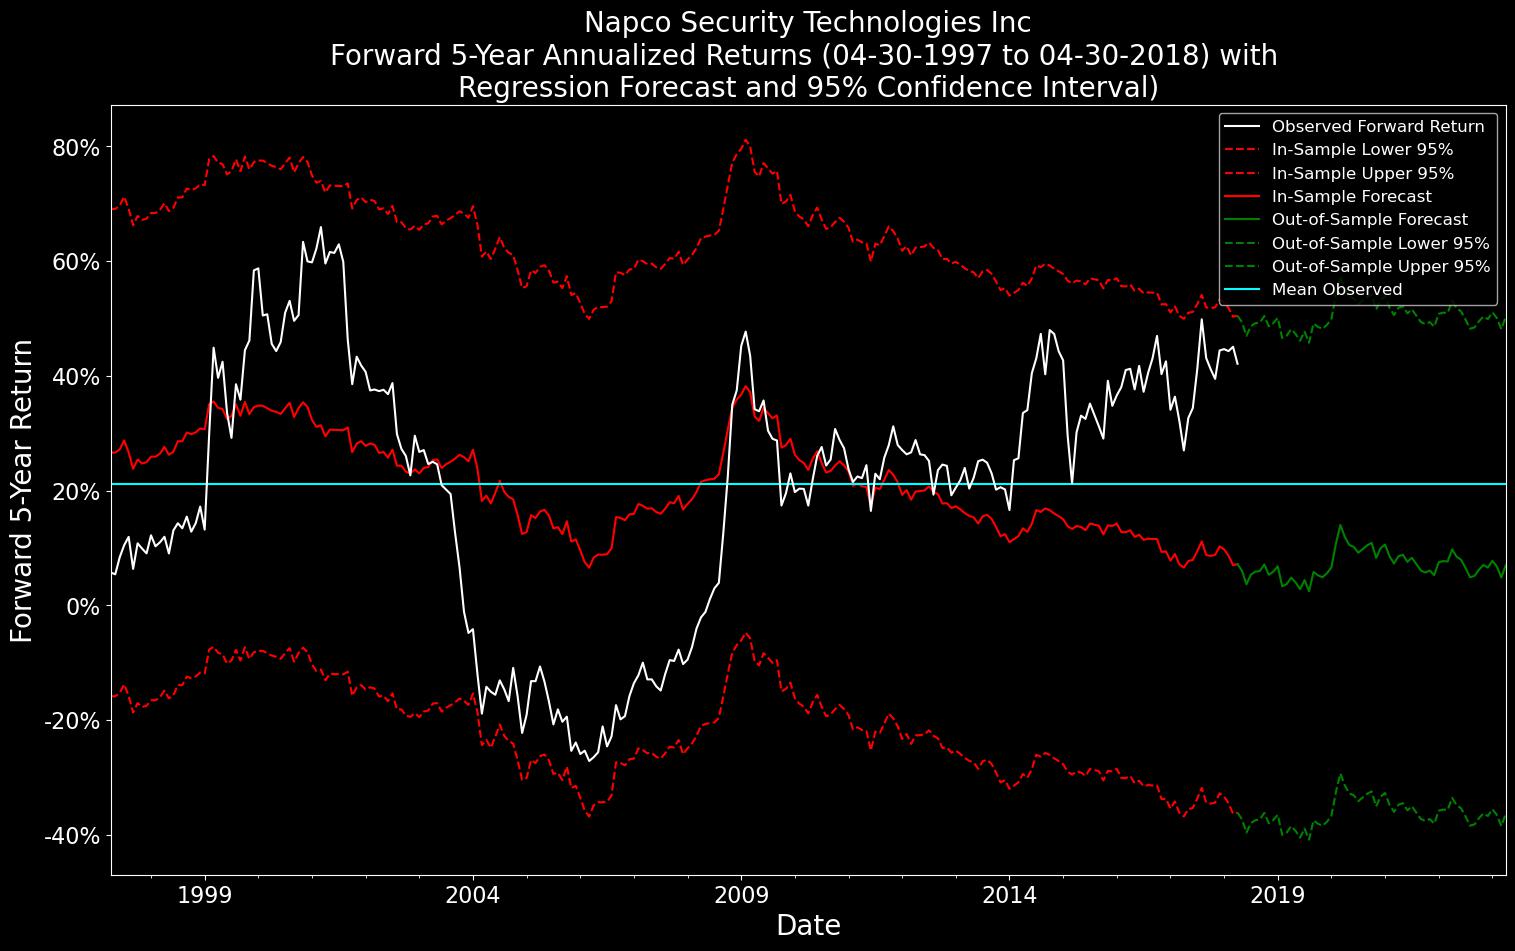 Napco Security Technologies Inc
Forward 5-Year Annualized Returns (04-30-1997 to 04-30-2018) with
Regression Forecast and 95% Confidence Interval)
Forward 5-Year Return
80%
60%
40%
20%
0%
-20%
-40%
Observed Forward Return
In-Sample Lower 95%
In-Sample Upper 95%
In-Sample Forecast
Out-of-Sample Forecast
Out-of-Sample Lower 95%
Out-of-Sample Upper 95%
Mean Observed
1999
2004
2009
2014
2019
Date